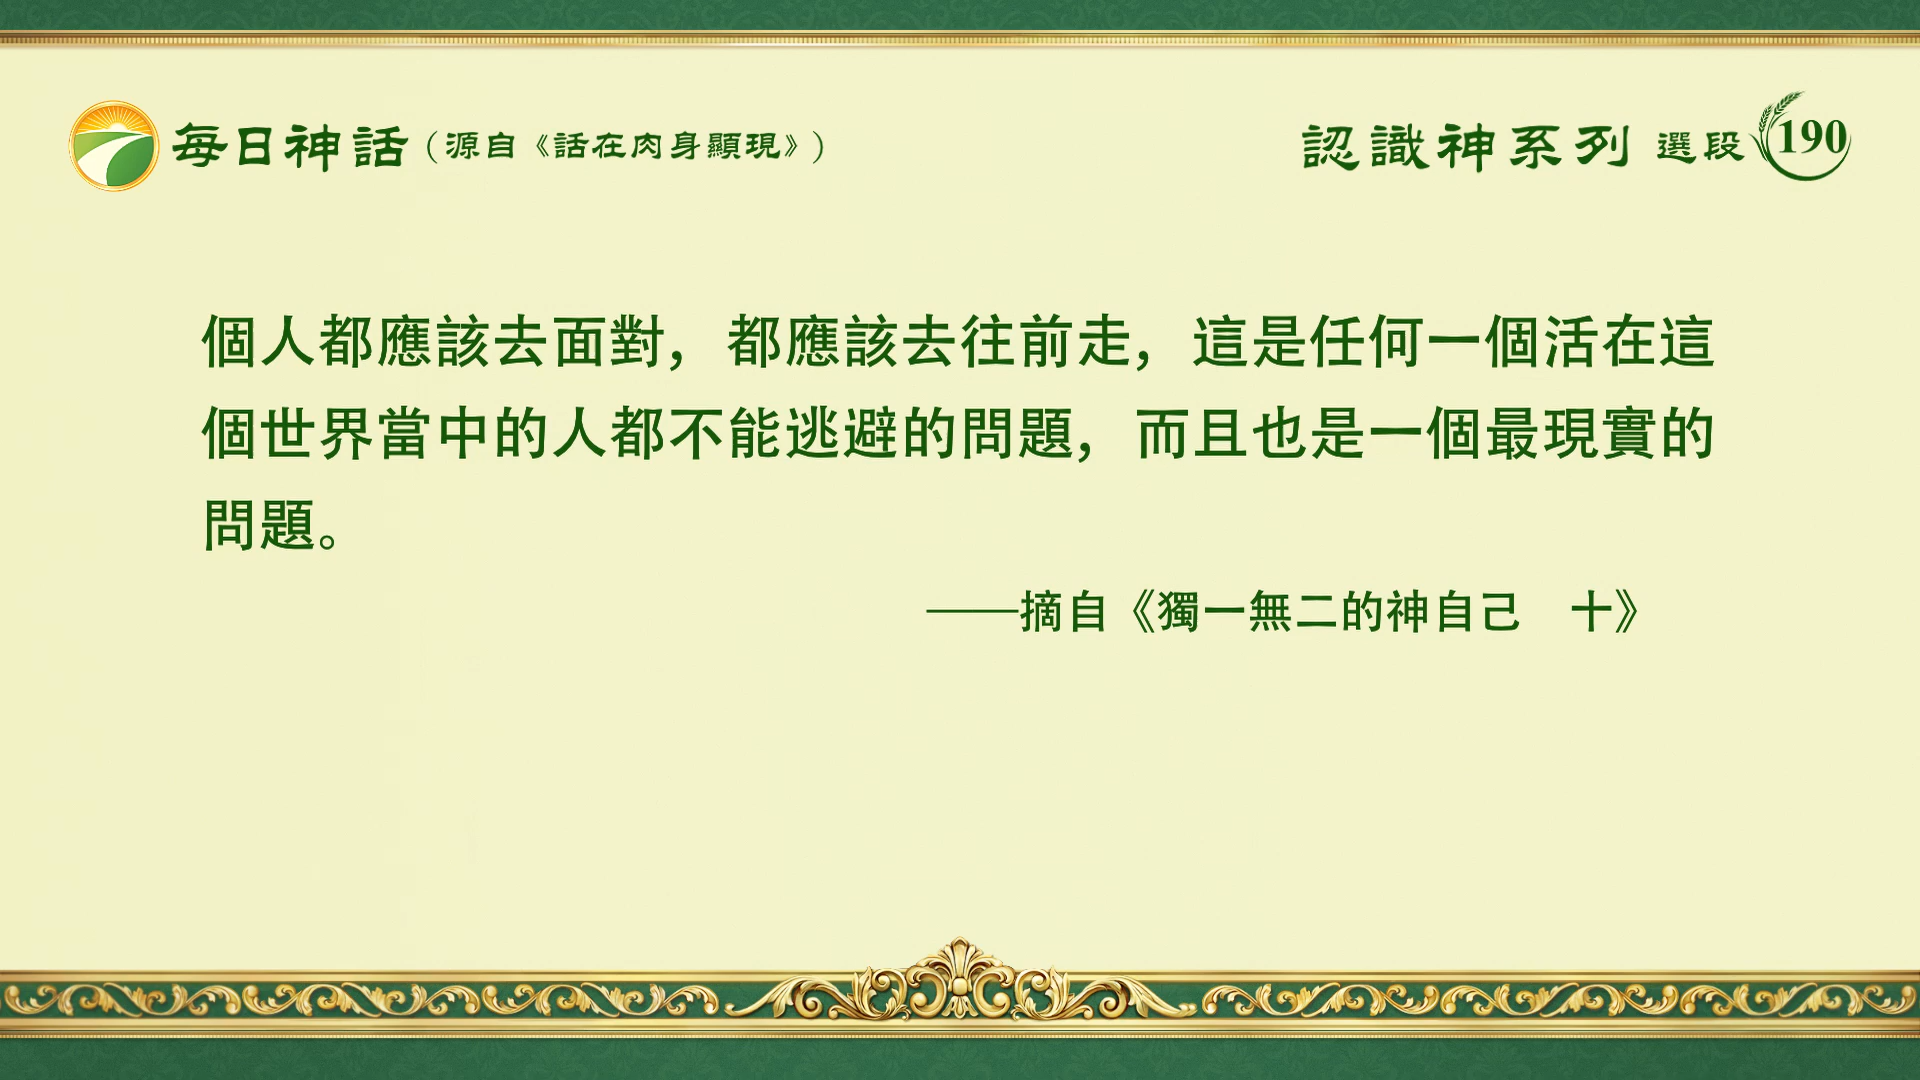 每日神話（源自《話在肉身顯現》）
認識神系列 選段 190
個人都應該去面對，都應該去往前走，這是任何一個活在這
個世界當中的人都不能逃避的問題，而且也是一個最現實的
問題。
——摘自《獨一無二的神自己　十》